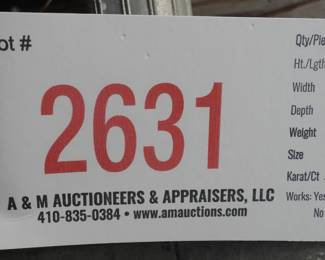 ot #
2631
A & M AUCTIONEERS & APPRAISERS, LLC
410-835-0384 • www.amauctions.com
Qty/Pie
Ht./Lgth
Width
Depth
Weight
Size
Karat/Ct
Works: Yes
No